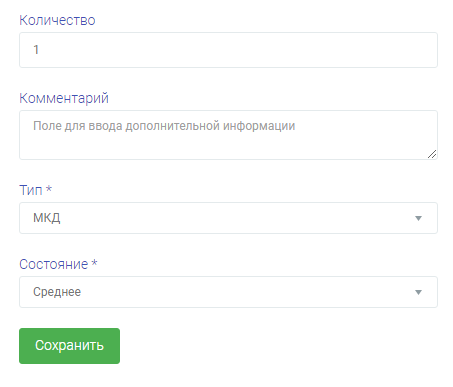 Количество
1
Комментарий
Поле для ввода дополнительной информации
Тип *
МКД
Состояние *
Среднее
Сохранить